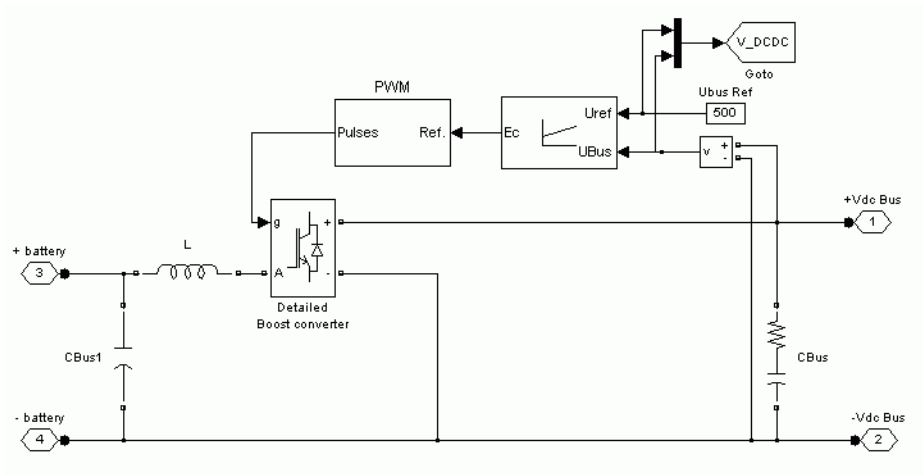 V_DCDC
Goto
PWM
Ubus Ref
Pulses
Ref.
Ec
Uref
500
UBus
v
+
-
+Vdc Bus
g
+
1
L
+ battery
3
A
-
Detailed
Boost converter
CBus1
CBus
- battery
4
-Vdc Bus
2